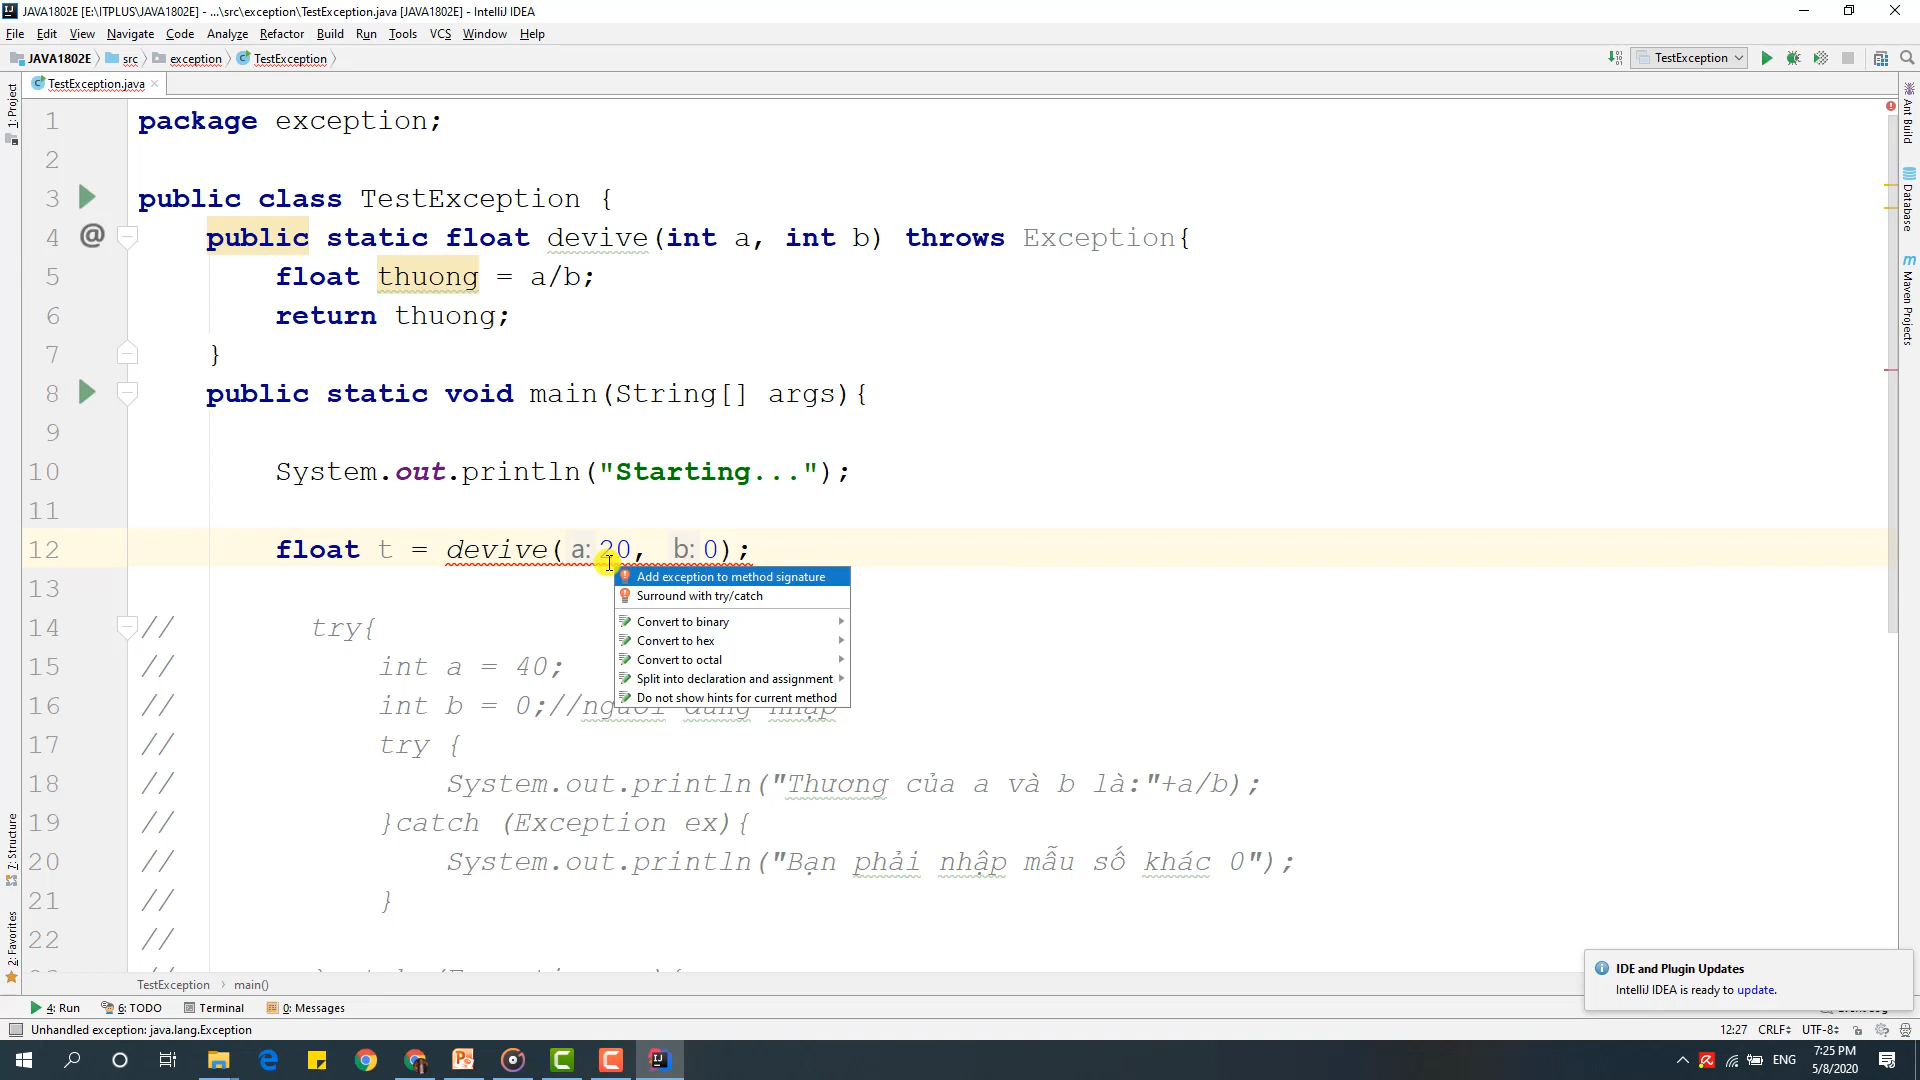 JAVA1802E [E:\ITPLUS\JAVA1802E] - ...\src\exception\TestException.java [JAVA1802E] - IntelliJ IDEA
File Edit View Navigate Code Analyze Refactor Build Run Tools VCS Window Help
JAVA1802E src exception TestException TestException
TestException.java
1: Project
Ant Build
Database
Maven Projects
7: Structure
2: Favorites
1 package exception;
2
3 public class TestException {
4 public static float devive(int a, int b) throws Exception{
5 float thuong = a/b;
6 return thuong;
7 }
8 public static void main(String[] args){
9
10 System.out.println("Starting...");
11
12 float t = devive( a: 20, b: 0);
13
Add exception to method signature
Surround with try/catch
Convert to binary
Convert to hex
Convert to octal
Split into declaration and assignment
Do not show hints for current method
14 // try{
15 // int a = 40;
16 // int b = 0;//người dùng nhập
17 // try {
18 // System.out.println("Thương của a và b là:"+a/b);
19 // }catch (Exception ex){
20 // System.out.println("Bạn phải nhập mẫu số khác 0");
21 // }
22 //
IDE and Plugin Updates
IntelliJ IDEA is ready to update.
TestException main()
4: Run 6: TODO Terminal 0: Messages
Unhandled exception: java.lang.Exception 12:27 CRLF UTF-8
ENG 7:25 PM
5/8/2020